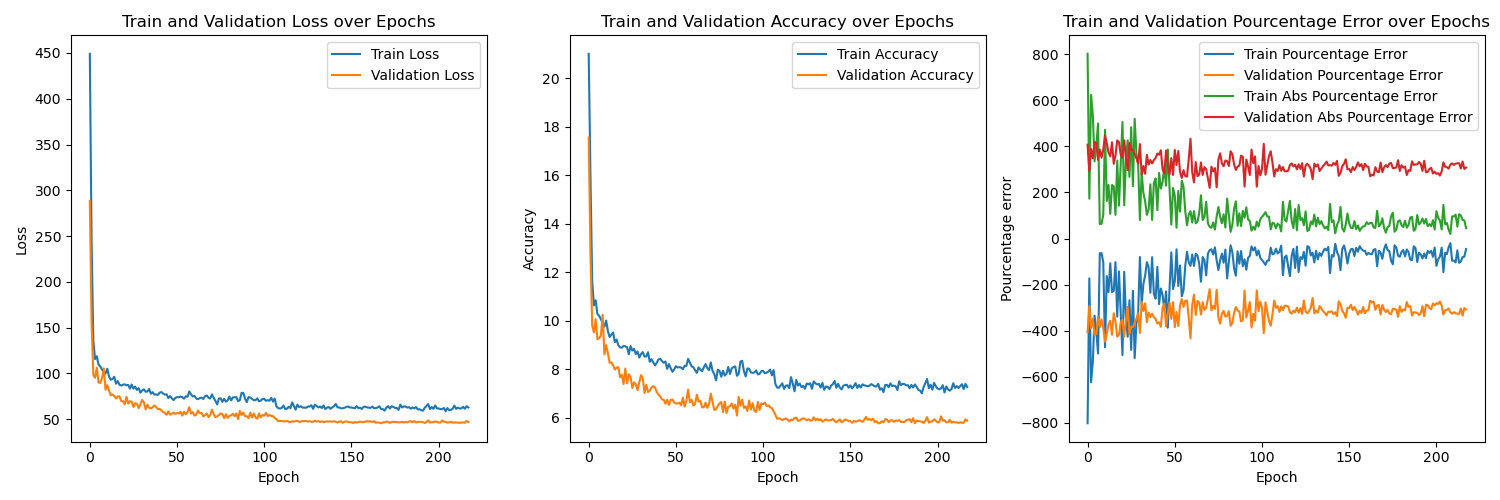 Train and Validation Loss over Epochs
Train Loss
Validation Loss
Loss
450
400
350
300
250
200
150
100
50
0
50
100
150
200
Epoch
Train and Validation Accuracy over Epochs
Train Accuracy
Validation Accuracy
Accuracy
20
18
16
14
12
10
8
6
0
50
100
150
200
Epoch
Train and Validation Pourcentage Error over Epochs
Train Pourcentage Error
Validation Pourcentage Error
Train Abs Pourcentage Error
Validation Abs Pourcentage Error
Pourcentage error
800
600
400
200
0
−200
−400
−600
−800
0
50
100
150
200
Epoch